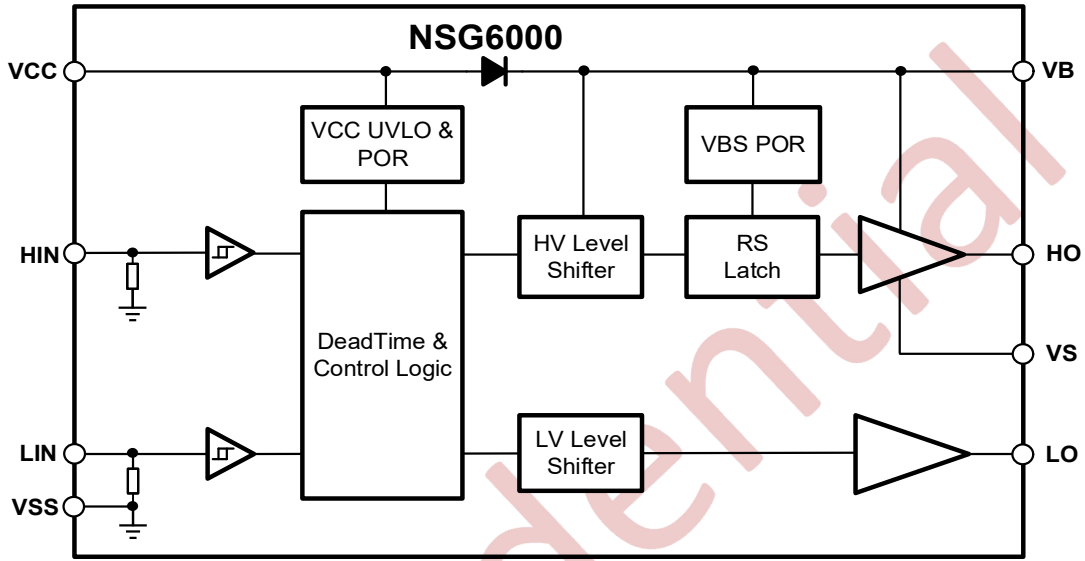 NSG6000
VCC
VB
VCC UVLO &
POR
VBS POR
HIN
HV Level
Shifter
RS
Latch
HO
DeadTime &
Control Logic
VS
LIN
LV Level
Shifter
LO
VSS
dential